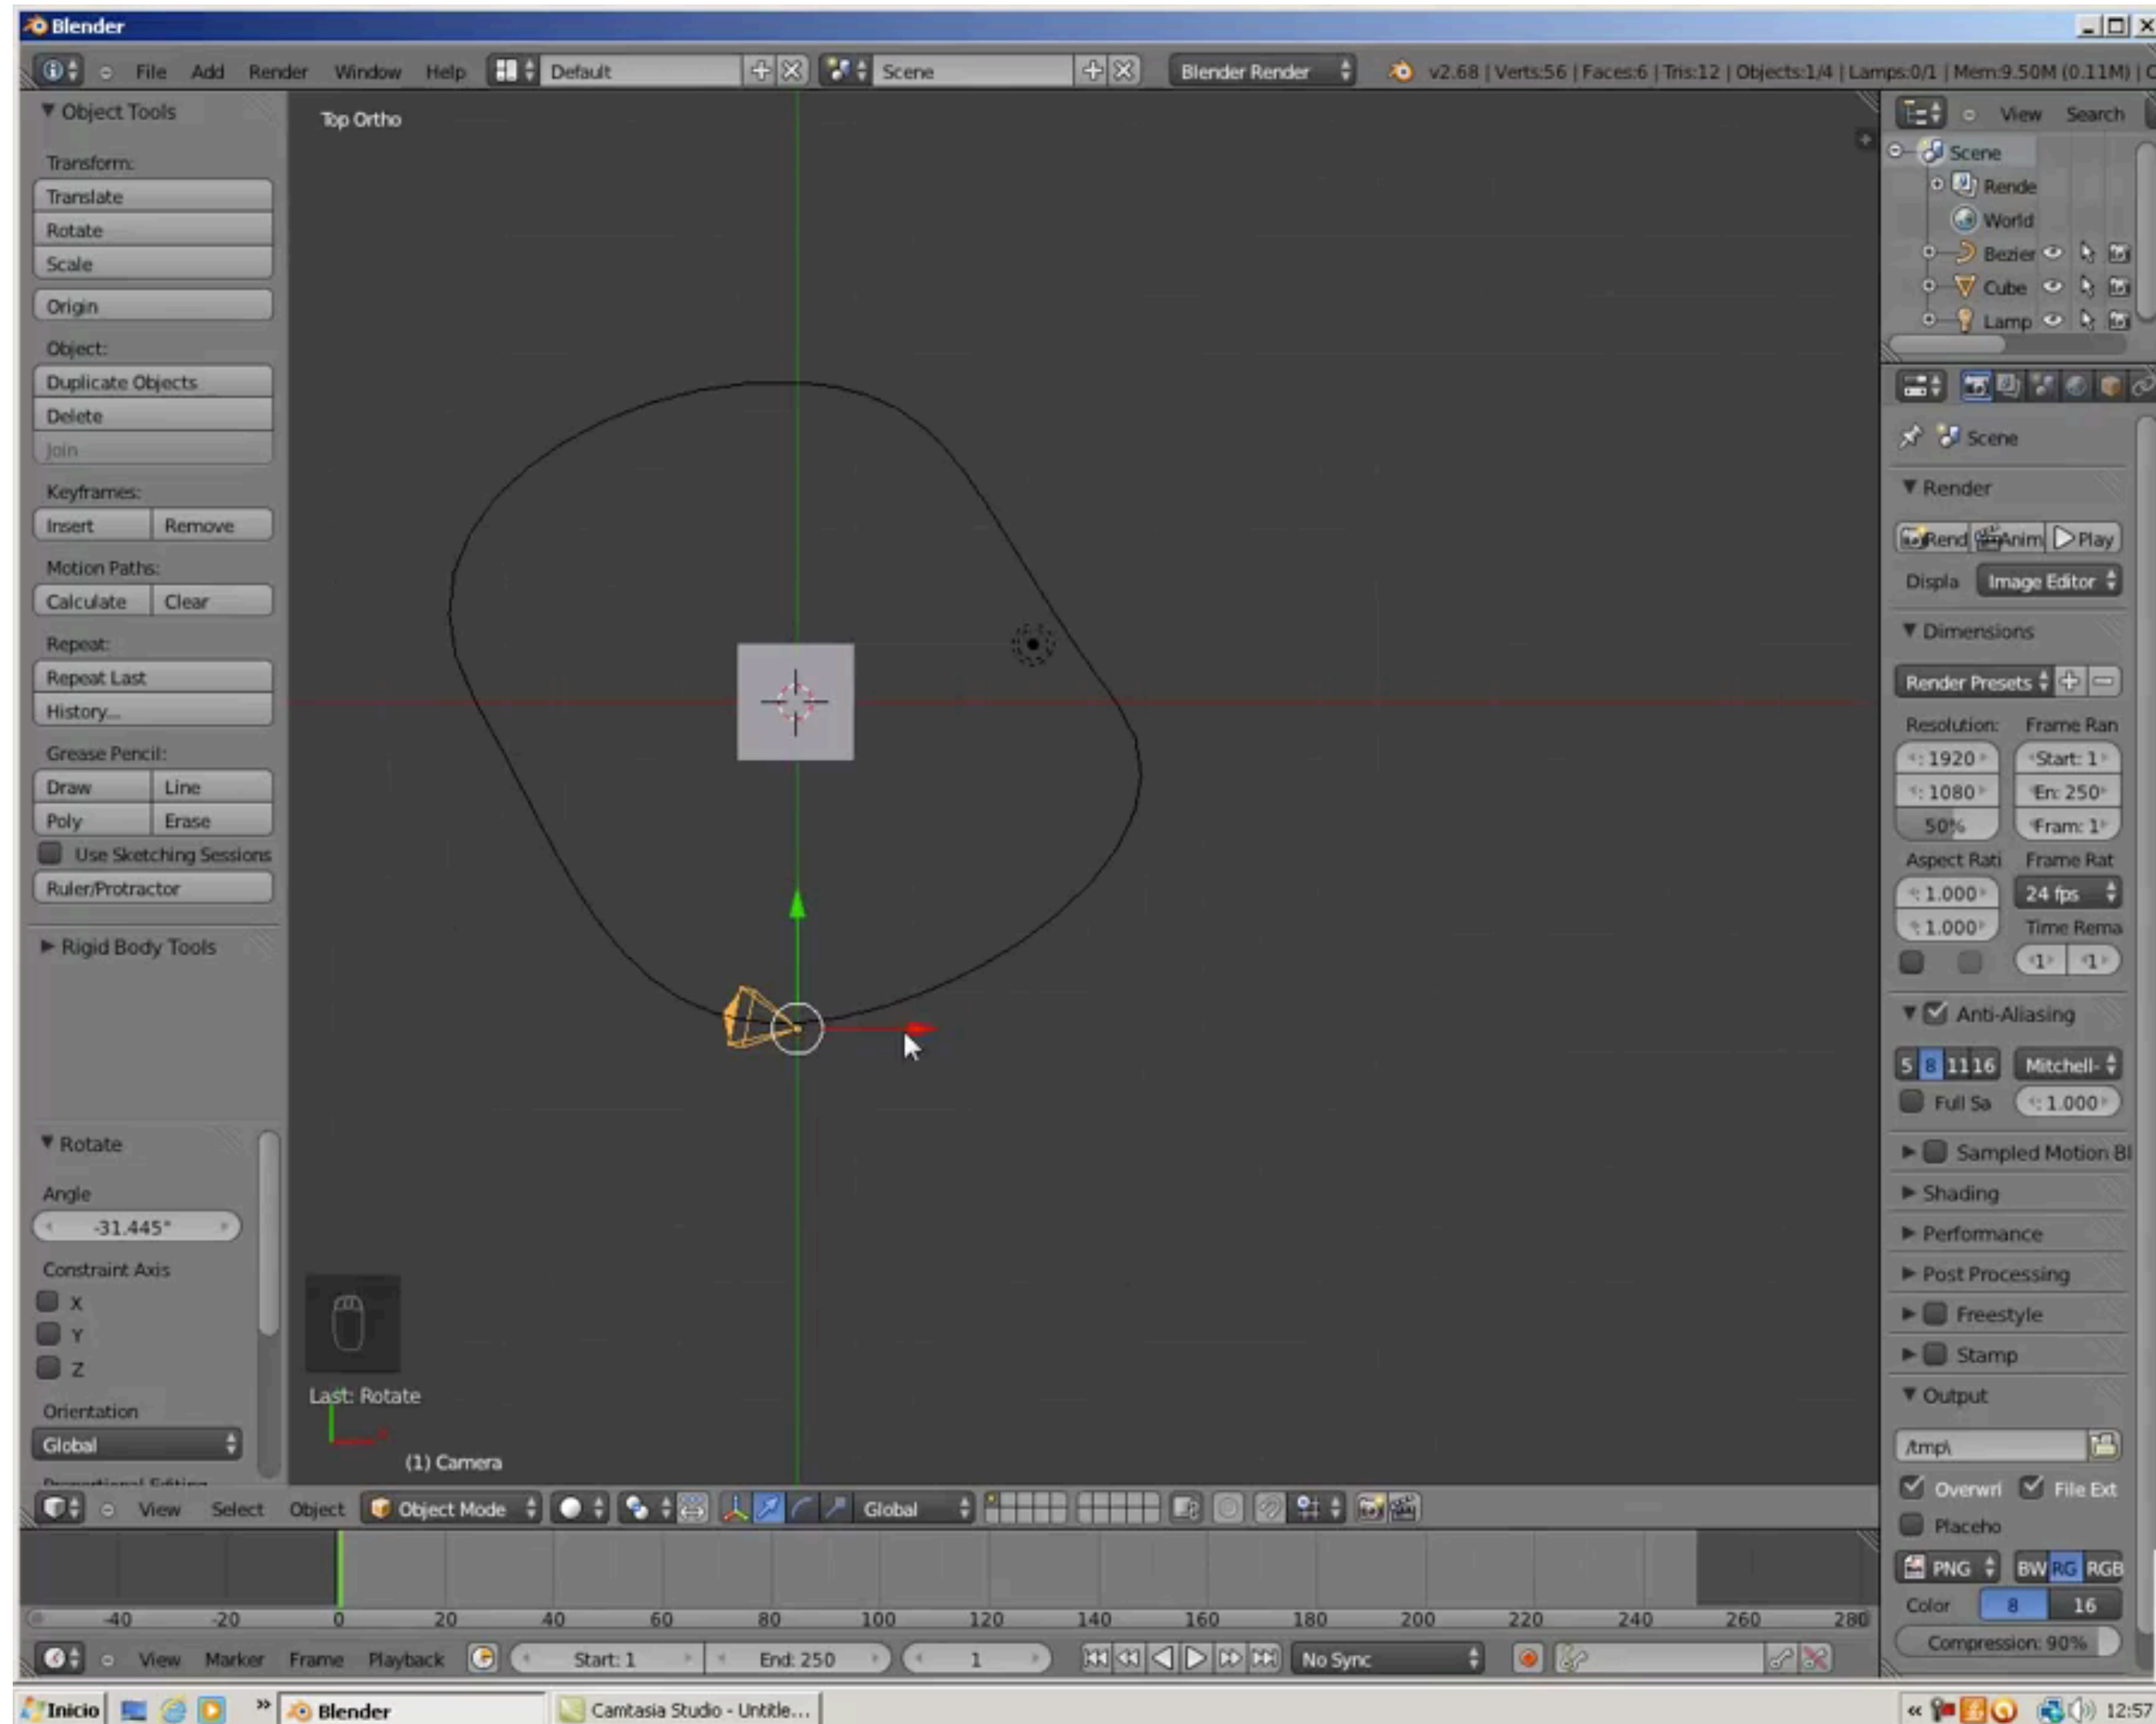 Blender
File Add Render Window Help Default Scene Blender Render v2.68 | Verts:56 | Faces:6 | Tris:12 | Objects:1/4 | Lamps:0/1 | Mem:9.50M (0.11M) | C
Object Tools
Transform:
Translate
Rotate
Scale
Origin
Object:
Duplicate Objects
Delete
Join
Keyframes:
Insert Remove
Motion Paths:
Calculate Clear
Repeat:
Repeat Last
History...
Grease Pencil:
Draw Line
Poly Erase
Use Sketching Sessions
Ruler/Protractor
Rigid Body Tools
Rotate
Angle
-31.445°
Constraint Axis
X
Y
Z
Orientation
Global
Proportional Editing
Top Ortho
Last: Rotate
(1) Camera
View Search
Scene
Rende
World
Bezier
Cube
Lamp
Scene
Render
Rend Anim Play
Displa Image Editor
Dimensions
Render Presets
Resolution: Frame Ran
: 1920 Start: 1
: 1080 En: 250
50% Fram: 1
Aspect Rati Frame Rat
: 1.000 24 fps
: 1.000 Time Rema
1 1
Anti-Aliasing
5 8 11 16 Mitchell-
Full Sa : 1.000
Sampled Motion Bl
Shading
Performance
Post Processing
Freestyle
Stamp
Output
/tmp\
Overwri File Ext
Placeho
PNG BW RG RGB
Color 8 16
Compression: 90%
View Select Object Object Mode Global
-40 -20 0 20 40 60 80 100 120 140 160 180 200 220 240 260 280
View Marker Frame Playback Start: 1 End: 250 1 No Sync
Inicio » Blender Camtasia Studio - Untitle... « 12:57